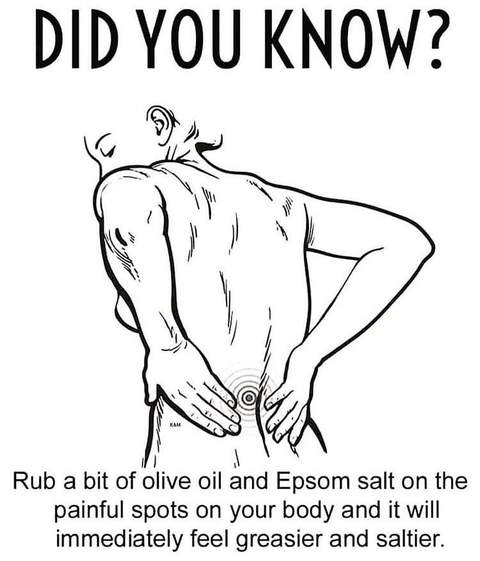 DID YOU KNOW?
Rub a bit of olive oil and Epsom salt on the
painful spots on your body and it will
immediately feel greasier and saltier.